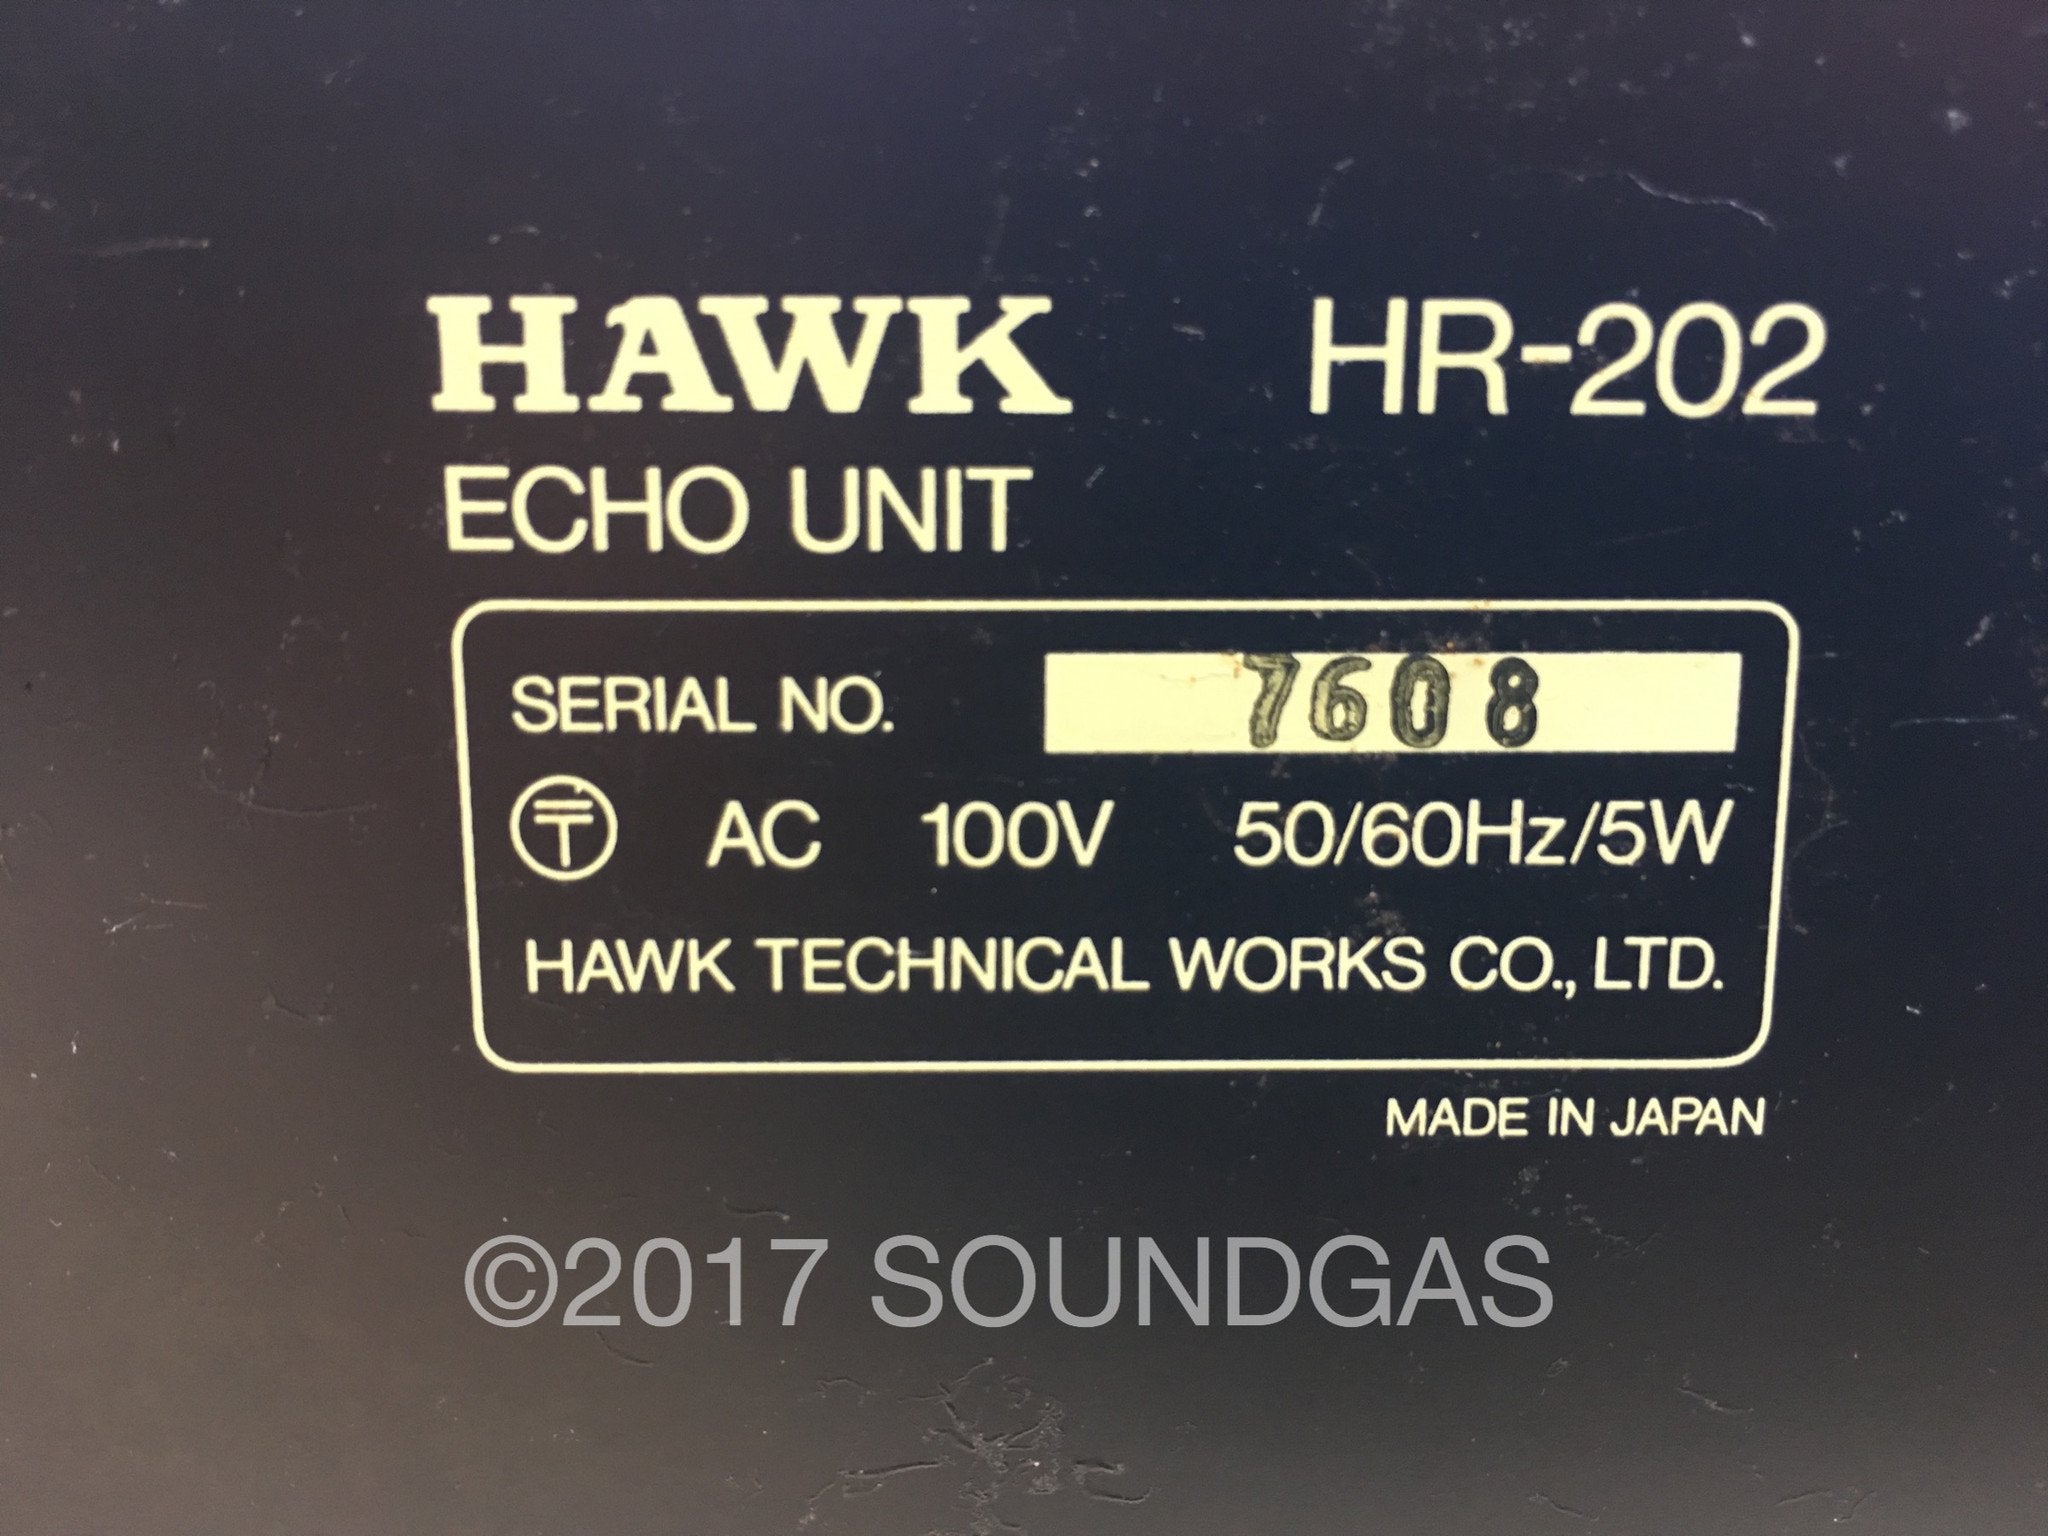 HAWK HR-202
ECHO UNIT
SERIAL NO. 7608
〶 AC 100V 50/60Hz/5W
HAWK TECHNICAL WORKS CO., LTD.
MADE IN JAPAN
©2017 SOUNDGAS